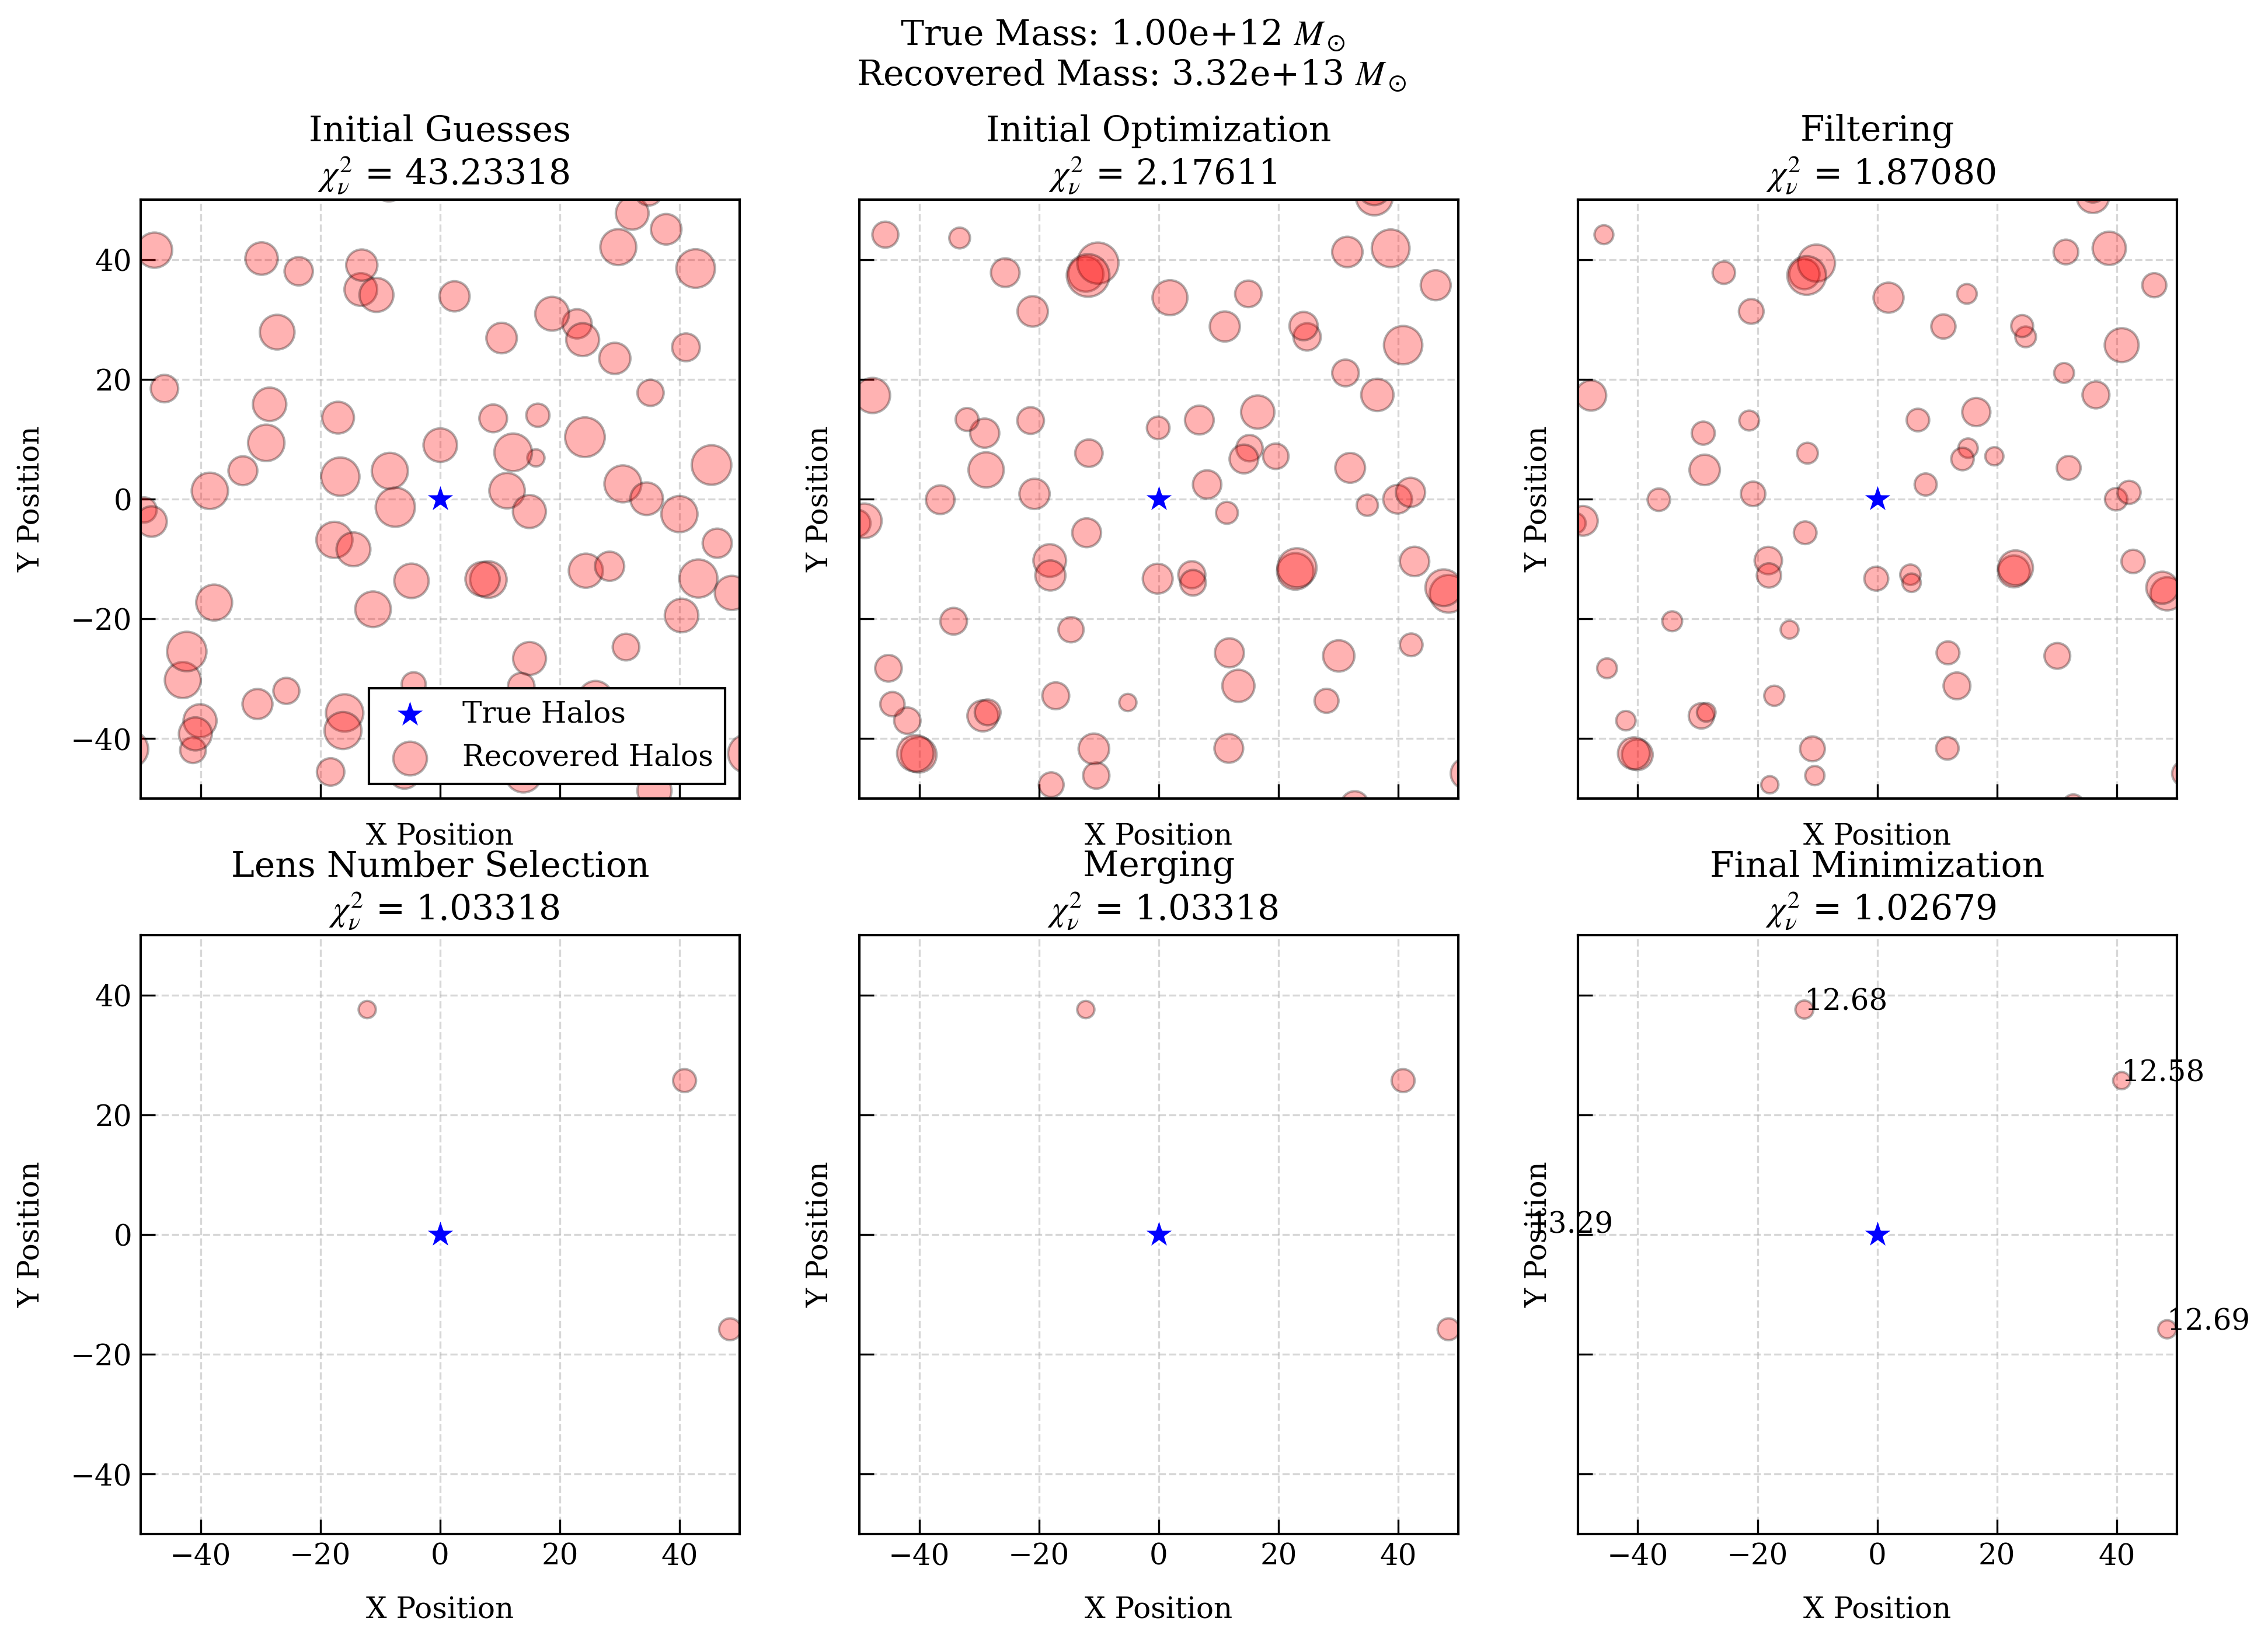 True Mass: 1.00e+12 M⊙
Recovered Mass: 3.32e+13 M⊙
Initial Guesses
χ²ν = 43.23318
Initial Optimization
χ²ν = 2.17611
Filtering
χ²ν = 1.87080
Y Position
40
20
0
−20
−40
True Halos
Recovered Halos
X Position
Y Position
X Position
Y Position
X Position
Lens Number Selection
χ²ν = 1.03318
Merging
χ²ν = 1.03318
Final Minimization
χ²ν = 1.02679
Y Position
40
20
0
−20
−40
−40 −20 0 20 40
X Position
Y Position
−40 −20 0 20 40
X Position
Y Position
12.68
12.58
13.29
12.69
−40 −20 0 20 40
X Position